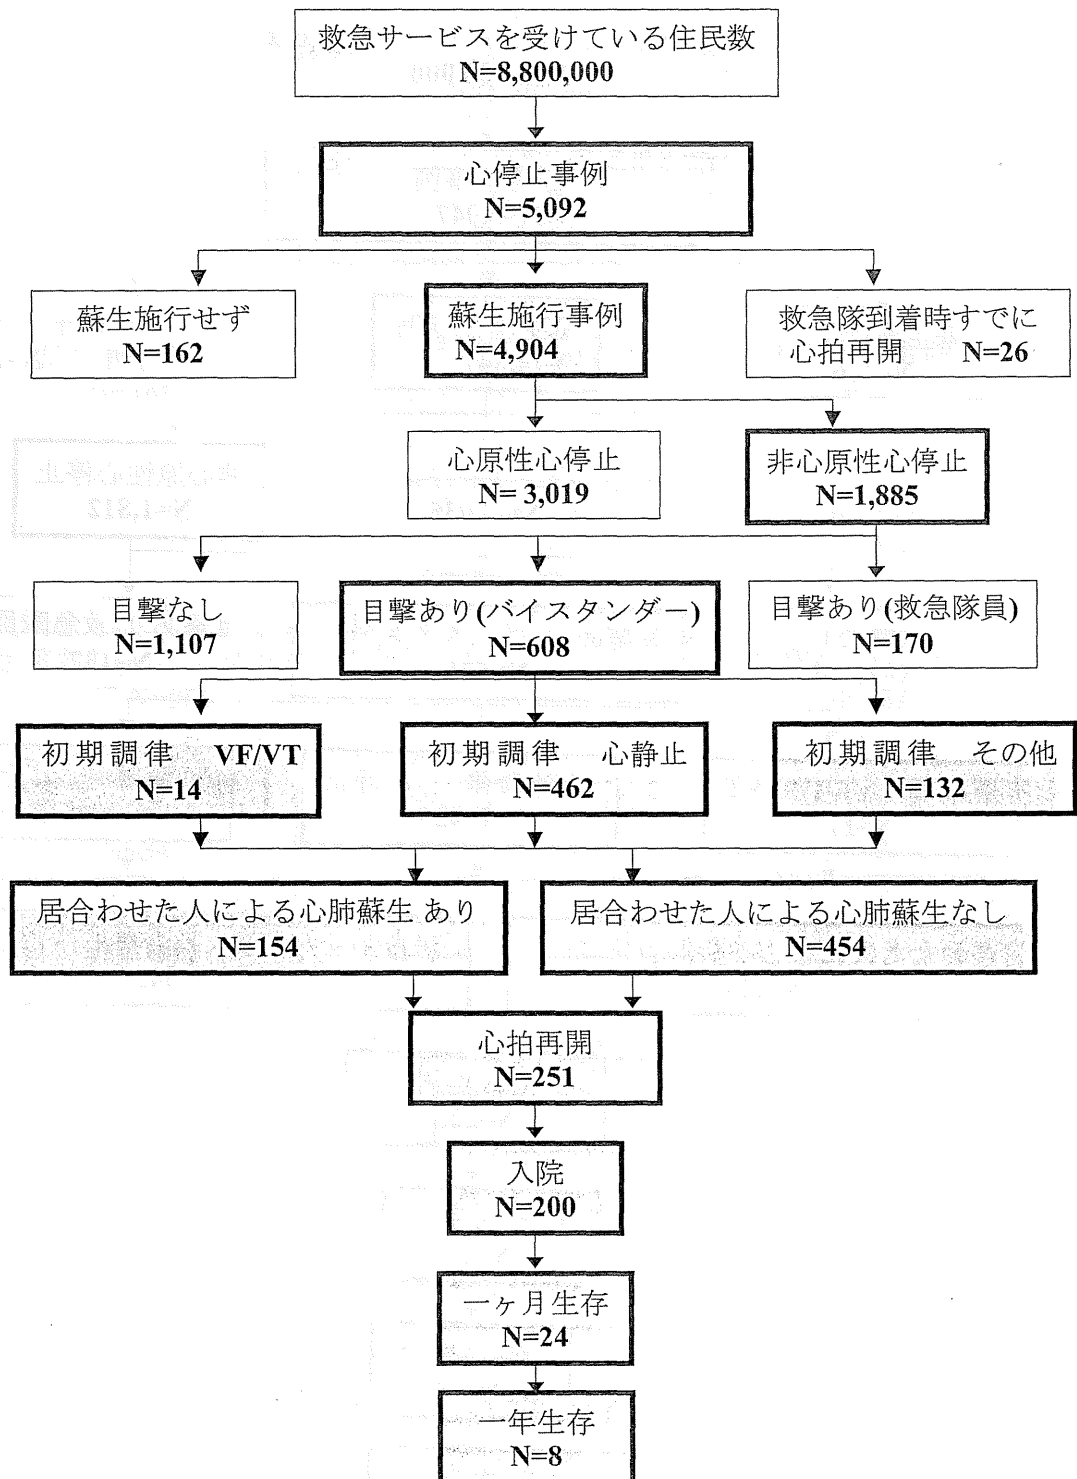 救急サービスを受けている住民数
N=8,800,000
心停止事例
N=5,092
蘇生施行せず
N=162
蘇生施行事例
N=4,904
救急隊到着時すでに
心拍再開 N=26
心原性心停止
N= 3,019
非心原性心停止
N=1,885
目撃なし
N=1,107
目撃あり(バイスタンダー)
N=608
目撃あり(救急隊員)
N=170
初期調律 VF/VT
N=14
初期調律 心静止
N=462
初期調律 その他
N=132
居合わせた人による心肺蘇生 あり
N=154
居合わせた人による心肺蘇生なし
N=454
心拍再開
N=251
入院
N=200
一ヶ月生存
N=24
一年生存
N=8